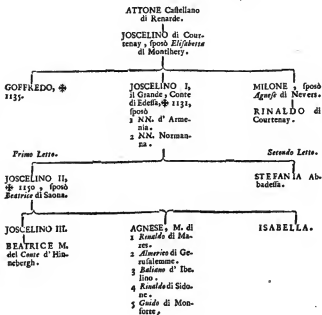 ATTONE Castellano
di Renarde.
JOSCELINO di Cour-
tenay, sposò Elisabetta
di Montlhery.
GOFFREDO, ✠
1135.
JOSCELINO I,
il Grande, Conte
di Edessa, ✠ 1131,
sposò
1 NN. d' Arme-
nia.
2 NN. Norman-
na.
MILONE, sposò
Agnese di Nevers.
RINALDO di
Courtenay.
Primo Letto.
Secondo Letto.
JOSCELINO II,
✠ 1150, sposò
Beatrice di Saona.
STEFANIA Ab-
badessa.
JOSCELINO III.
BEATRICE M.
del Conte d' Hin-
nebergh.
AGNESE, M. di
1 Rinaldo di Ma-
res.
2 Almerico di Ge-
rusalemme.
3 Baliano d' Ibe-
lino.
4 Rinaldo di Sido-
ne.
5 Guido di Mon-
forte,
ISABELLA.